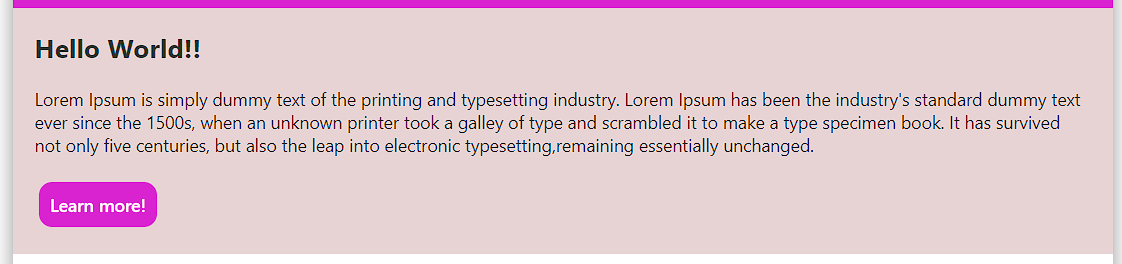 Hello World!!
Lorem Ipsum is simply dummy text of the printing and typesetting industry. Lorem Ipsum has been the industry's standard dummy text
ever since the 1500s, when an unknown printer took a galley of type and scrambled it to make a type specimen book. It has survived
not only five centuries, but also the leap into electronic typesetting,remaining essentially unchanged.
Learn more!